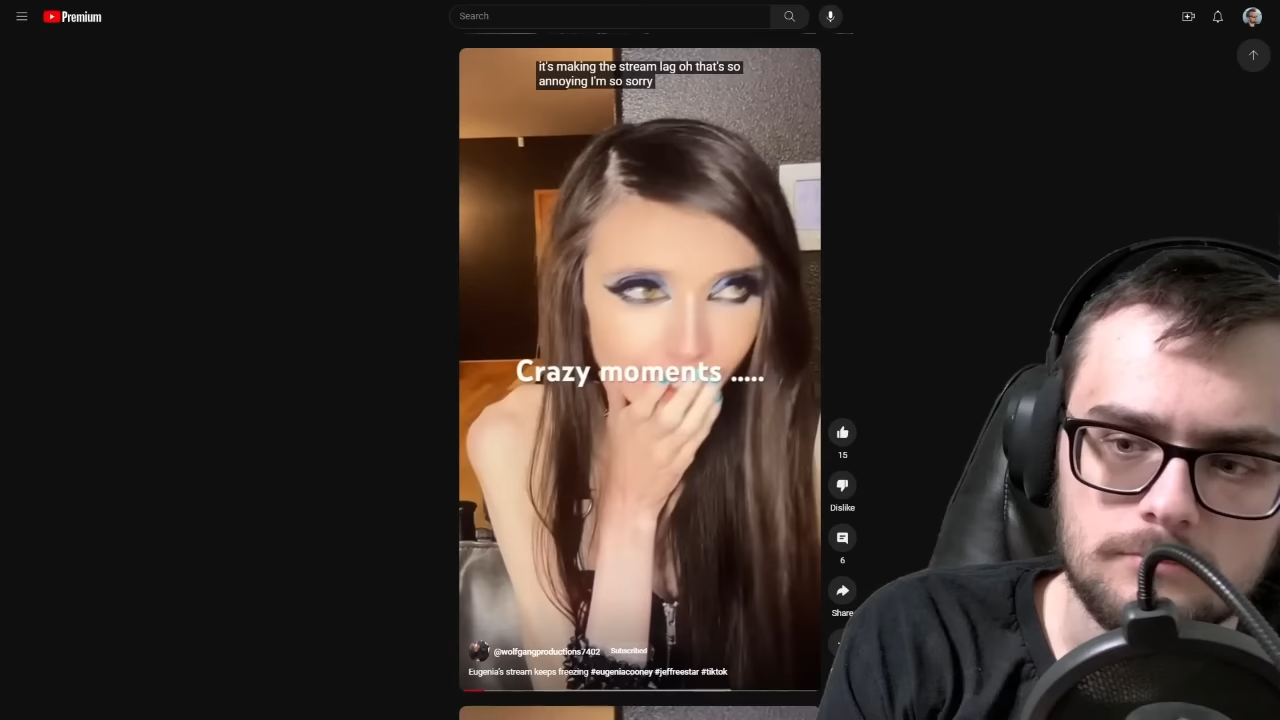 Premium
Search
it's making the stream lag oh that's so
annoying I'm so sorry
Crazy moments .....
15
Dislike
6
Share
@wolfgangproductions7402 Subscribed
Eugenia's stream keeps freezing #eugeniacooney #jeffreestar #tiktok